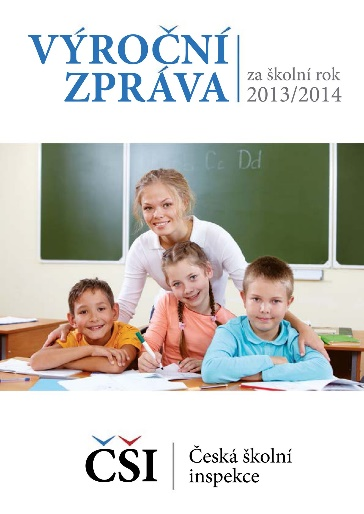 VÝROČNÍ
ZPRÁVA
za školní rok
2013/2014
Cc Dd
ČŠI
Česká školní
inspekce